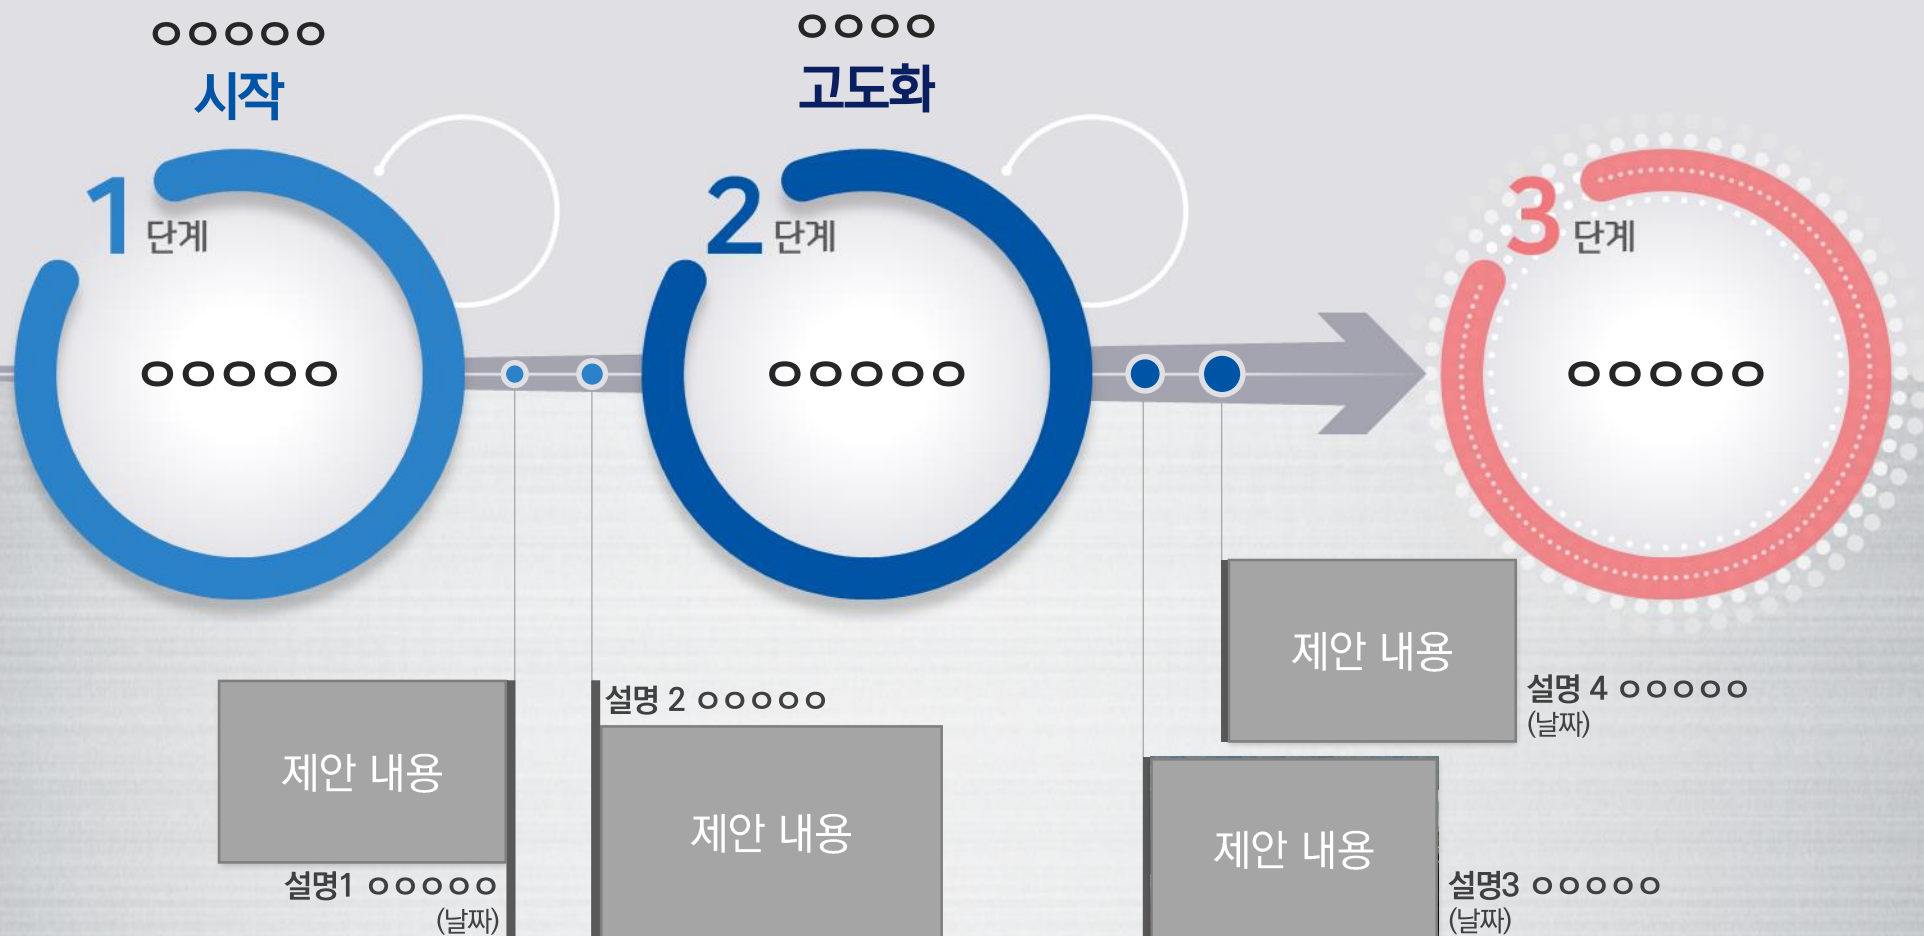 ㅇㅇㅇㅇㅇ
시작
1 단계
ㅇㅇㅇㅇㅇ
ㅇㅇㅇㅇ
고도화
2 단계
ㅇㅇㅇㅇㅇ
3 단계
ㅇㅇㅇㅇㅇ
제안 내용
설명1 ㅇㅇㅇㅇㅇ
(날짜)
설명 2 ㅇㅇㅇㅇㅇ
제안 내용
제안 내용
설명 4 ㅇㅇㅇㅇㅇ
(날짜)
제안 내용
설명3 ㅇㅇㅇㅇㅇ
(날짜)